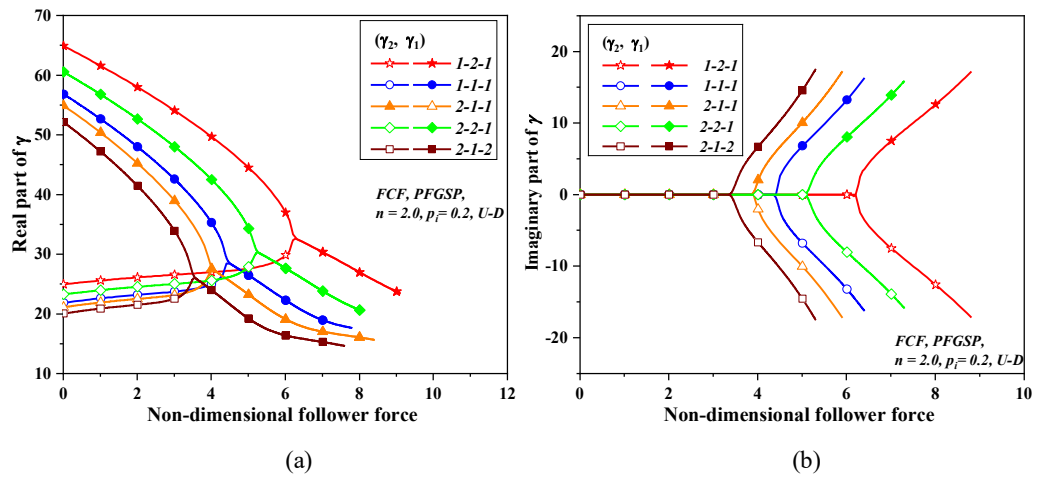 70
60
50
40
30
20
10
0
2
4
6
8
10
12
Real part of γ
Non-dimensional follower force
(γ2, γ1)
1-2-1
1-1-1
2-1-1
2-2-1
2-1-2
FCF, PFGSP,
n = 2.0, pi= 0.2, U-D
(a)
20
10
0
-10
-20
0
2
4
6
8
10
Imaginary part of γ
Non-dimensional follower force
(γ2, γ1)
1-2-1
1-1-1
2-1-1
2-2-1
2-1-2
FCF, PFGSP,
n = 2.0, pi= 0.2, U-D
(b)